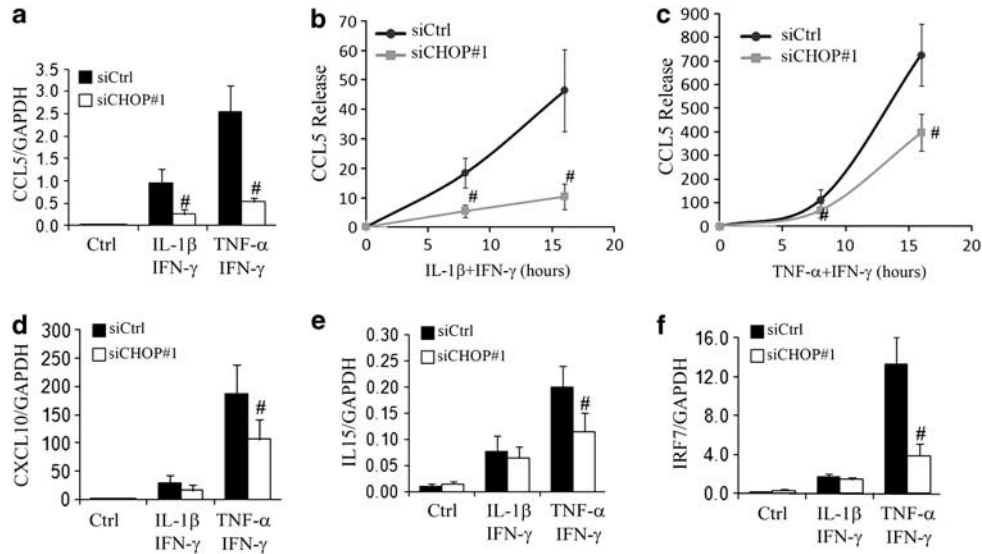 a
CCL5/GAPDH
3.5
3.0
2.5
2.0
1.5
1.0
0.5
0.0
siCtrl
siCHOP#1
#
#
Ctrl
IL-1β
IFN-γ
TNF-α
IFN-γ
b
CCL5 Release
70
60
50
40
30
20
10
0
siCtrl
siCHOP#1
#
#
0
5
10
15
20
IL-1β+IFN-γ (hours)
c
CCL5 Release
900
800
700
600
500
400
300
200
100
0
siCtrl
siCHOP#1
#
#
0
5
10
15
20
TNF-α+IFN-γ (hours)
d
CXCL10/GAPDH
300
250
200
150
100
50
0
siCtrl
siCHOP#1
#
Ctrl
IL-1β
IFN-γ
TNF-α
IFN-γ
e
IL15/GAPDH
0.30
0.25
0.20
0.15
0.10
0.05
0.00
siCtrl
siCHOP#1
#
Ctrl
IL-1β
IFN-γ
TNF-α
IFN-γ
f
IRF7/GAPDH
16.0
12.0
8.0
4.0
0.0
siCtrl
siCHOP#1
#
Ctrl
IL-1β
IFN-γ
TNF-α
IFN-γ